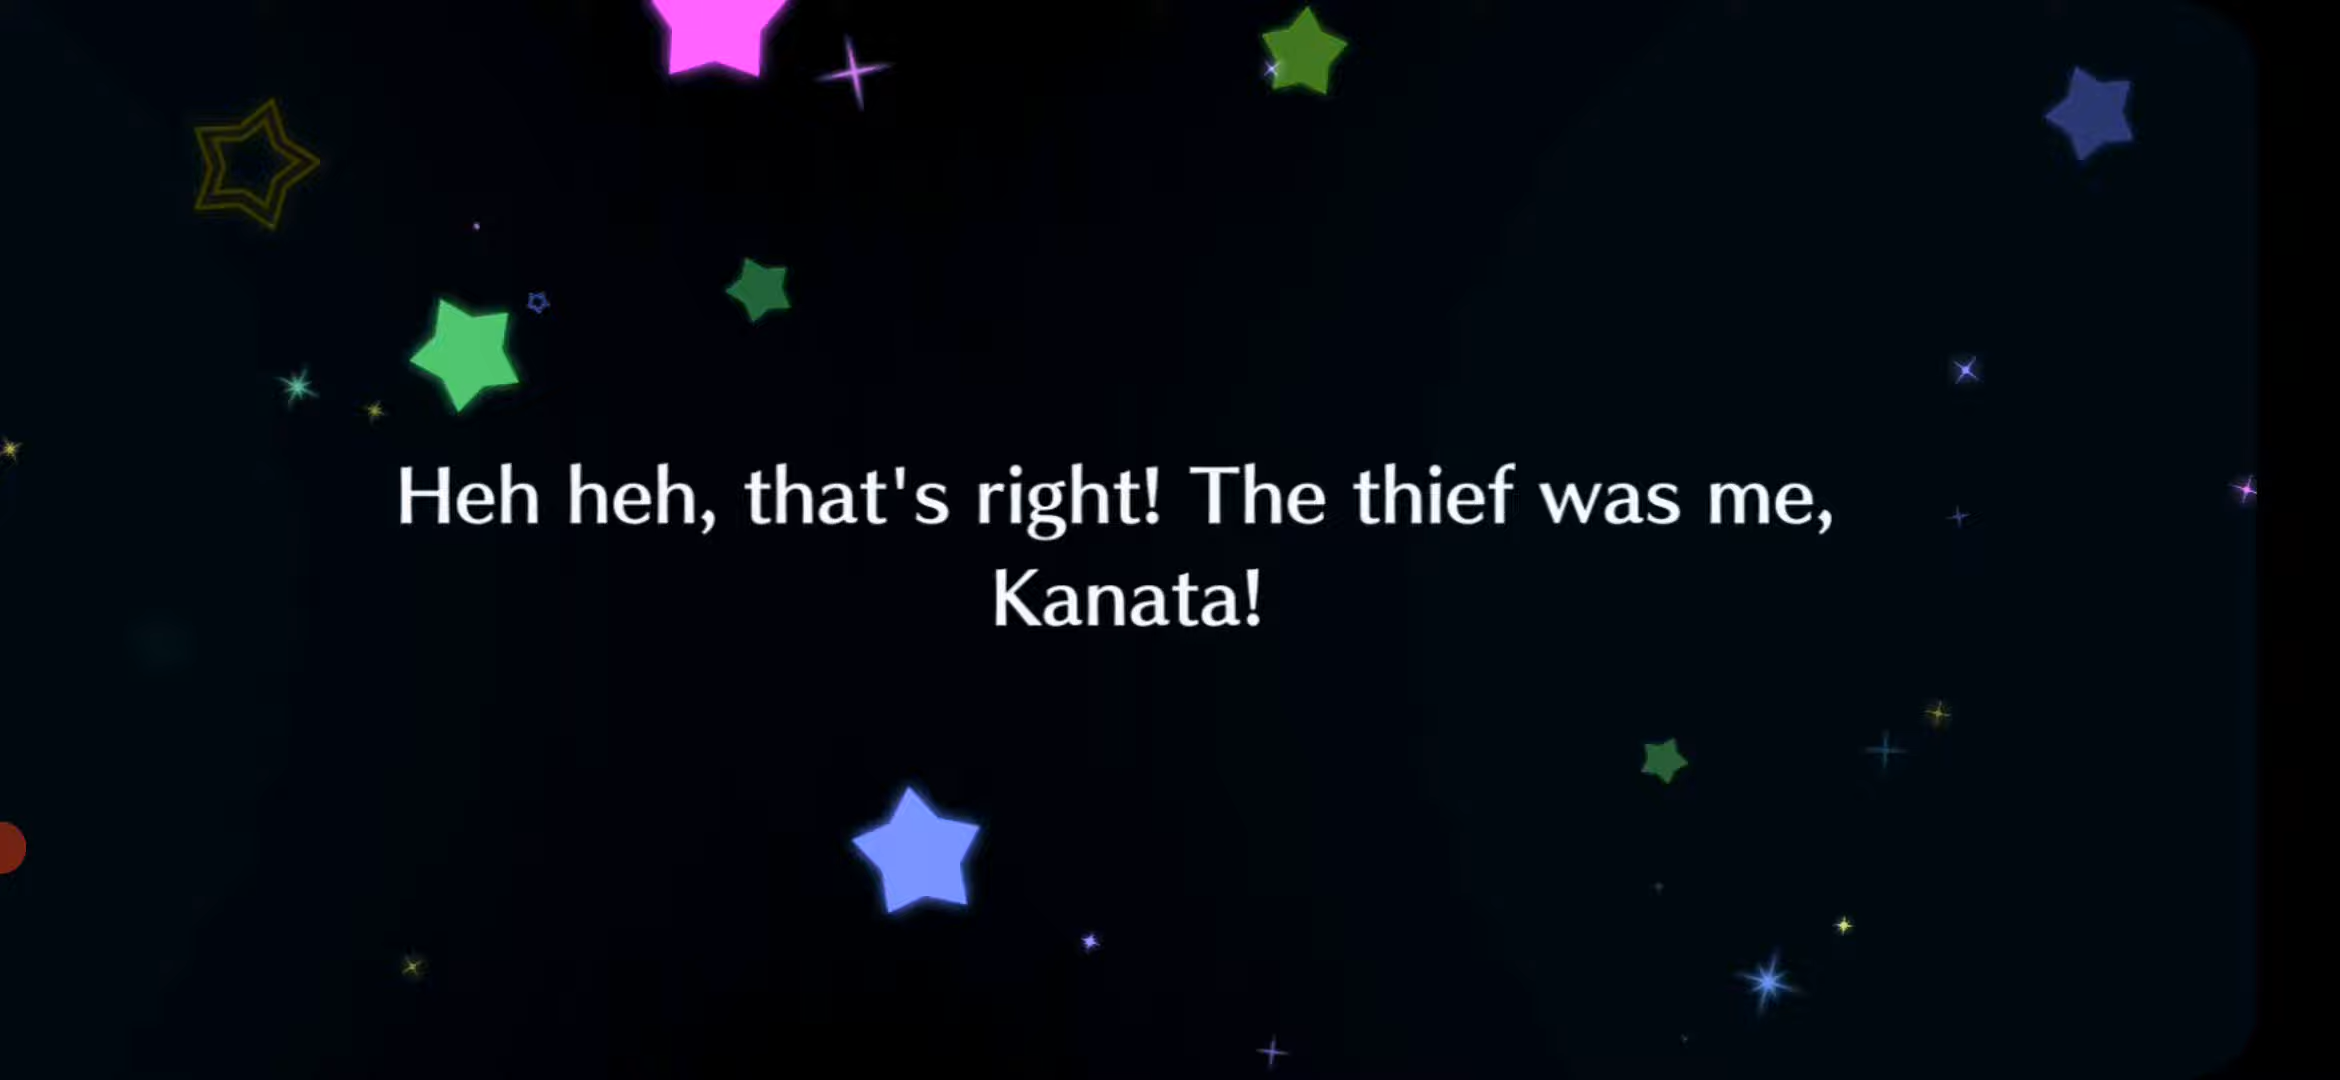 Heh heh, that's right! The thief was me,
Kanata!